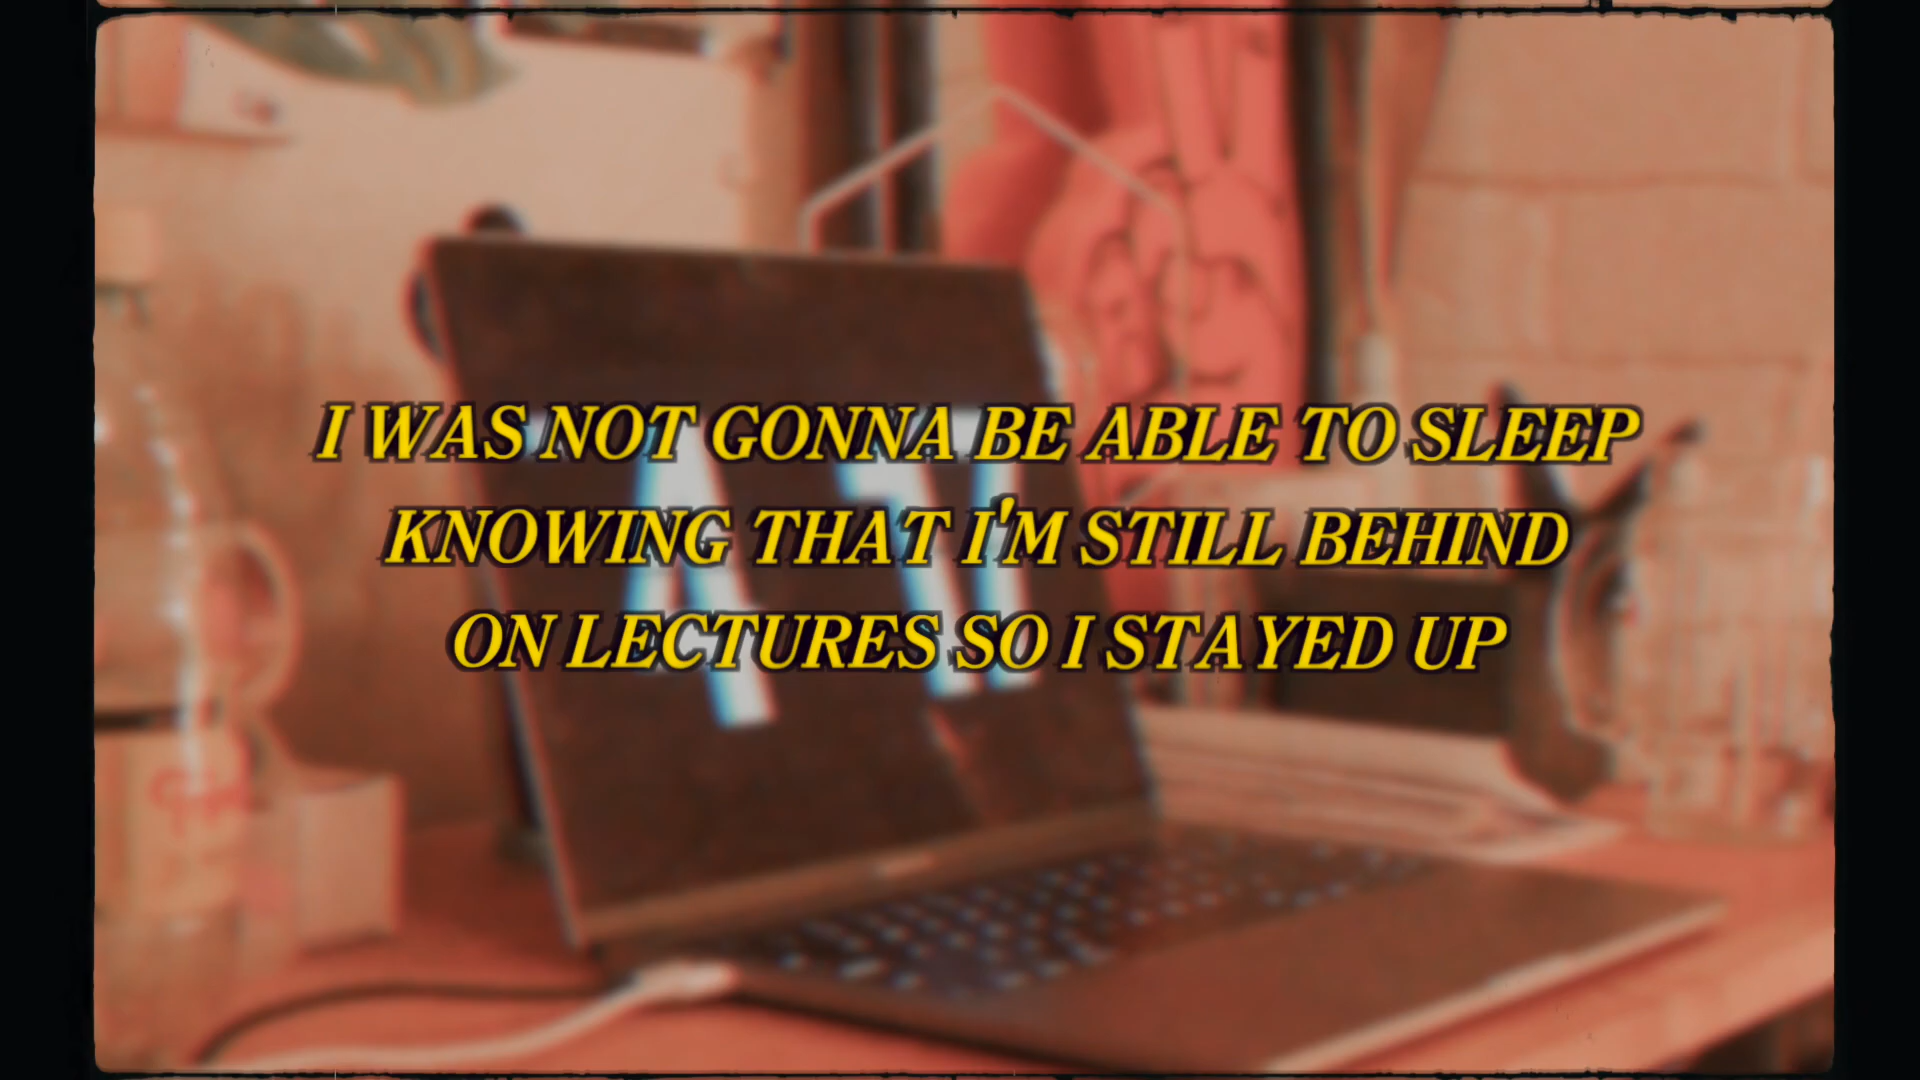 I WAS NOT GONNA BE ABLE TO SLEEP
KNOWING THAT I'M STILL BEHIND
ON LECTURES SO I STAYED UP